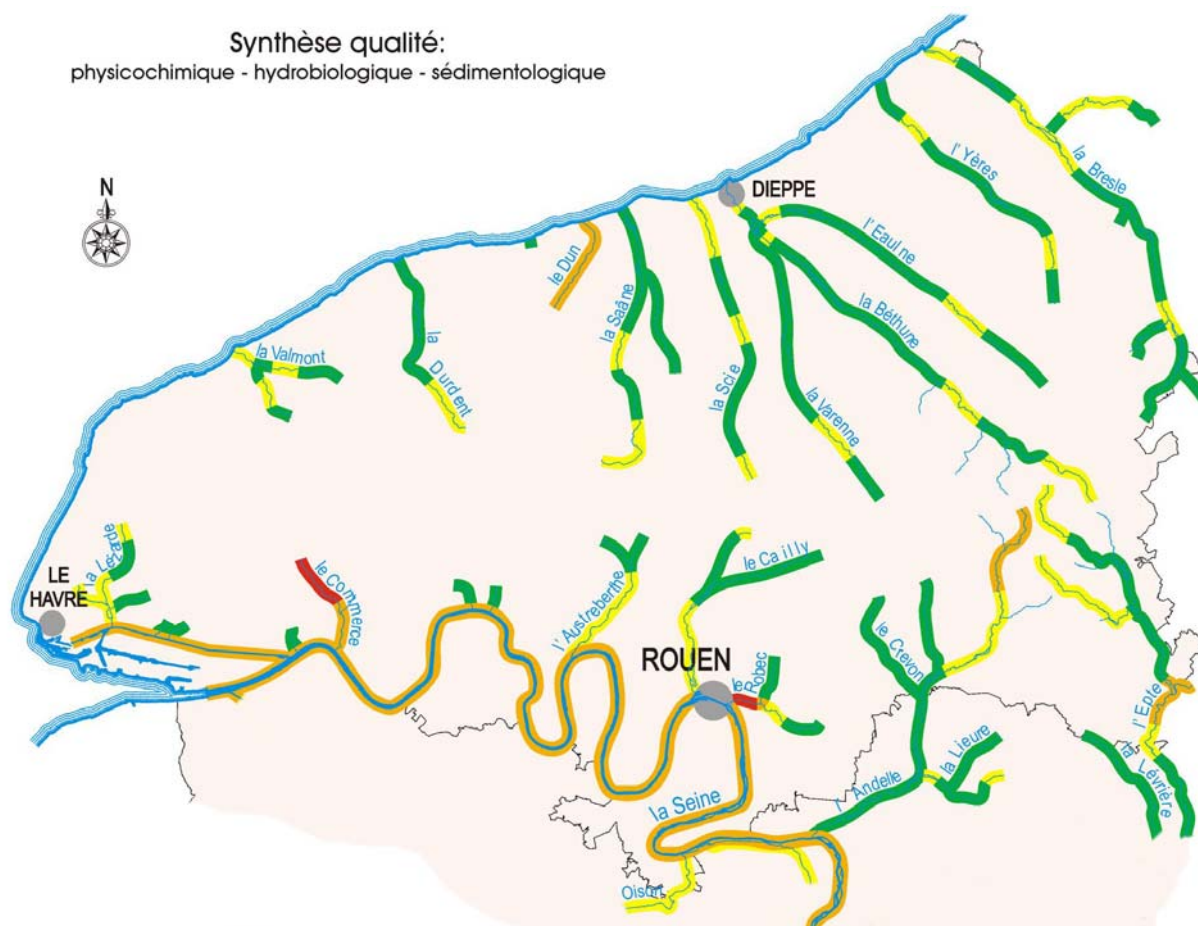 Synthèse qualité:
physicochimique - hydrobiologique - sédimentologique
N
DIEPPE
l'Yères
la Bresle
l'Eaulne
la Béthune
le Dun
la Saâne
la Scie
la Varenne
la Valmont
la Durdent
la Lézarde
LE
HAVRE
le Commerce
l'Austreberthe
le Cailly
ROUEN
le Robec
le Crevon
l'Epte
la Lévrière
la Lieure
l'Andelle
la Seine
Oison